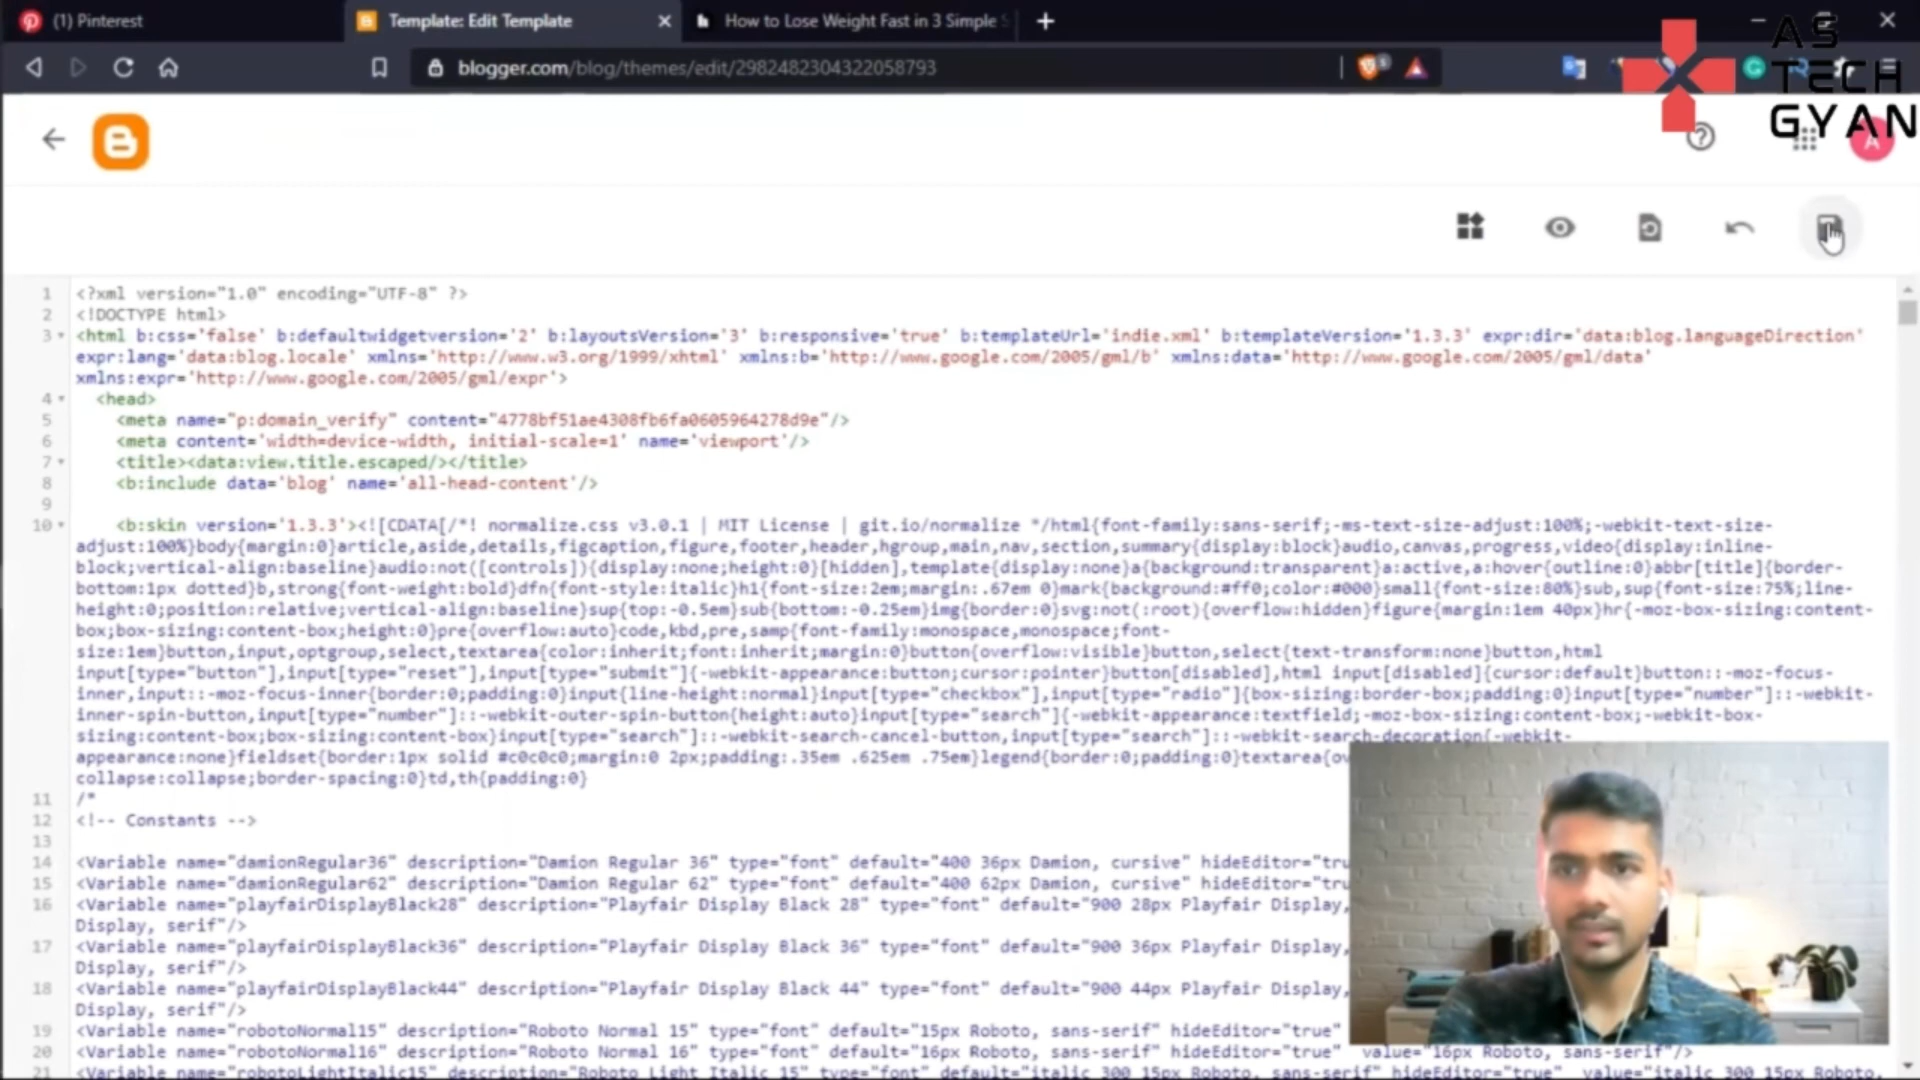 (1) Pinterest
Template: Edit Template
How to Lose Weight Fast in 3 Simple
blogger.com/blog/themes/edit/2982482304322058793
AS
TECH
GYAN
A
1 <?xml version="1.0" encoding="UTF-8" ?>
2 <!DOCTYPE html>
3 <html b:css='false' b:defaultwidgetversion='2' b:layoutsVersion='3' b:responsive='true' b:templateUrl='indie.xml' b:templateVersion='1.3.3' expr:dir='data:blog.languageDirection'
expr:lang='data:blog.locale' xmlns='http://www.w3.org/1999/xhtml' xmlns:b='http://www.google.com/2005/gml/b' xmlns:data='http://www.google.com/2005/gml/data'
xmlns:expr='http://www.google.com/2005/gml/expr'>
4 <head>
5 <meta name="p:domain_verify" content="4778bf51ae4308fb6fa0605964278d9e"/>
6 <meta content='width=device-width, initial-scale=1' name='viewport'/>
7 <title><data:view.title.escaped/></title>
8 <b:include data='blog' name='all-head-content'/>
9
10 <b:skin version='1.3.3'><![CDATA[/*! normalize.css v3.0.1 | MIT License | git.io/normalize */html{font-family:sans-serif;-ms-text-size-adjust:100%;-webkit-text-size-
adjust:100%}body{margin:0}article,aside,details,figcaption,figure,footer,header,hgroup,main,nav,section,summary{display:block}audio,canvas,progress,video{display:inline-
block;vertical-align:baseline}audio:not([controls]){display:none;height:0}[hidden],template{display:none}a{background:transparent}a:active,a:hover{outline:0}abbr[title]{border-
bottom:1px dotted}b,strong{font-weight:bold}dfn{font-style:italic}h1{font-size:2em;margin:.67em 0}mark{background:#ff0;color:#000}small{font-size:80%}sub,sup{font-size:75%;line-
height:0;position:relative;vertical-align:baseline}sup{top:-0.5em}sub{bottom:-0.25em}img{border:0}svg:not(:root){overflow:hidden}figure{margin:1em 40px}hr{-moz-box-sizing:content-
box;box-sizing:content-box;height:0}pre{overflow:auto}code,kbd,pre,samp{font-family:monospace,monospace;font-
size:1em}button,input,optgroup,select,textarea{color:inherit;font:inherit;margin:0}button{overflow:visible}button,select{text-transform:none}button,html
input[type="button"],input[type="reset"],input[type="submit"]{-webkit-appearance:button;cursor:pointer}button[disabled],html input[disabled]{cursor:default}button::-moz-focus-
inner,input::-moz-focus-inner{border:0;padding:0}input{line-height:normal}input[type="checkbox"],input[type="radio"]{box-sizing:border-box;padding:0}input[type="number"]::-webkit-
inner-spin-button,input[type="number"]::-webkit-outer-spin-button{height:auto}input[type="search"]{-webkit-appearance:textfield;-moz-box-sizing:content-box;-webkit-box-
sizing:content-box;box-sizing:content-box}input[type="search"]::-webkit-search-cancel-button,input[type="search"]::-webkit-search-decoration{-webkit-
appearance:none}fieldset{border:1px solid #c0c0c0;margin:0 2px;padding:.35em .625em .75em}legend{border:0;padding:0}textarea{ov
collapse:collapse;border-spacing:0}td,th{padding:0}
11 /*
12 <!-- Constants -->
13
14 <Variable name="damionRegular36" description="Damion Regular 36" type="font" default="400 36px Damion, cursive" hideEditor="tru
15 <Variable name="damionRegular62" description="Damion Regular 62" type="font" default="400 62px Damion, cursive" hideEditor="tru
16 <Variable name="playfairDisplayBlack28" description="Playfair Display Black 28" type="font" default="900 28px Playfair Display,
Display, serif"/>
17 <Variable name="playfairDisplayBlack36" description="Playfair Display Black 36" type="font" default="900 36px Playfair Display,
Display, serif"/>
18 <Variable name="playfairDisplayBlack44" description="Playfair Display Black 44" type="font" default="900 44px Playfair Display,
Display, serif"/>
19 <Variable name="robotoNormal15" description="Roboto Normal 15" type="font" default="15px Roboto, sans-serif" hideEditor="true"
20 <Variable name="robotoNormal16" description="Roboto Normal 16" type="font" default="16px Roboto, sans-serif" hideEditor="true" value="16px Roboto, sans-serif"/>
21 <Variable name="robotoLightItalic15" description="Roboto Light Italic 15" type="font" default="italic 300 15px Roboto, sans-serif" hideEditor="true" value="italic 300 15px Roboto,